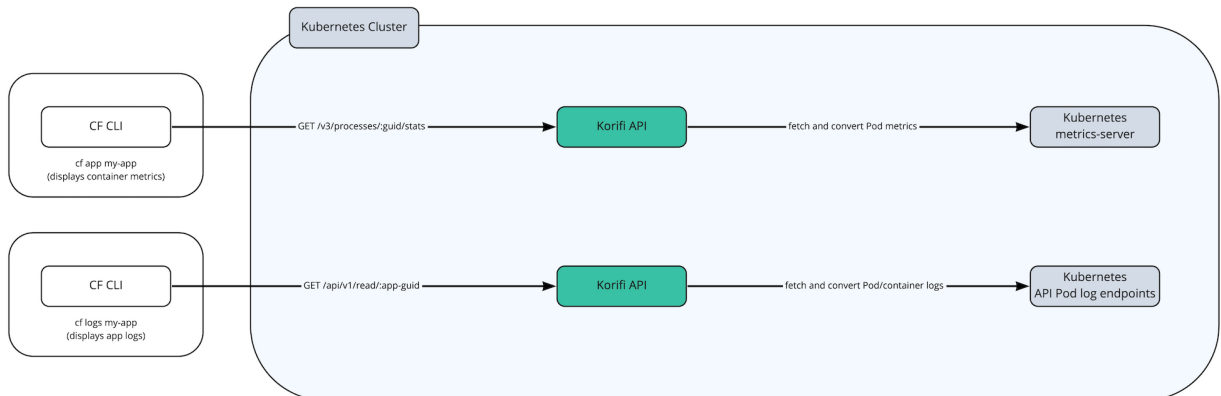 Kubernetes Cluster
CF CLI
GET /v3/processes/:guid/stats
Korifi API
fetch and convert Pod metrics
Kubernetes
metrics-server
cf app my-app
(displays container metrics)
CF CLI
GET /api/v1/read/:app-guid
Korifi API
fetch and convert Pod/container logs
Kubernetes
API Pod log endpoints
cf logs my-app
(displays app logs)